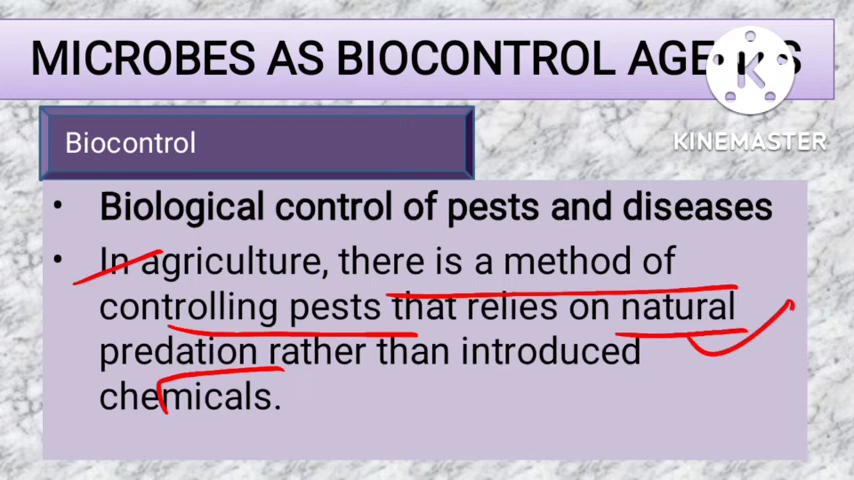 MICROBES AS BIOCONTROL
KINEMASTER
Biocontrol
• Biological control of pests and diseases
• In agriculture, there is a method of
controlling pests that relies on natural
predation rather than introduced
chemicals.